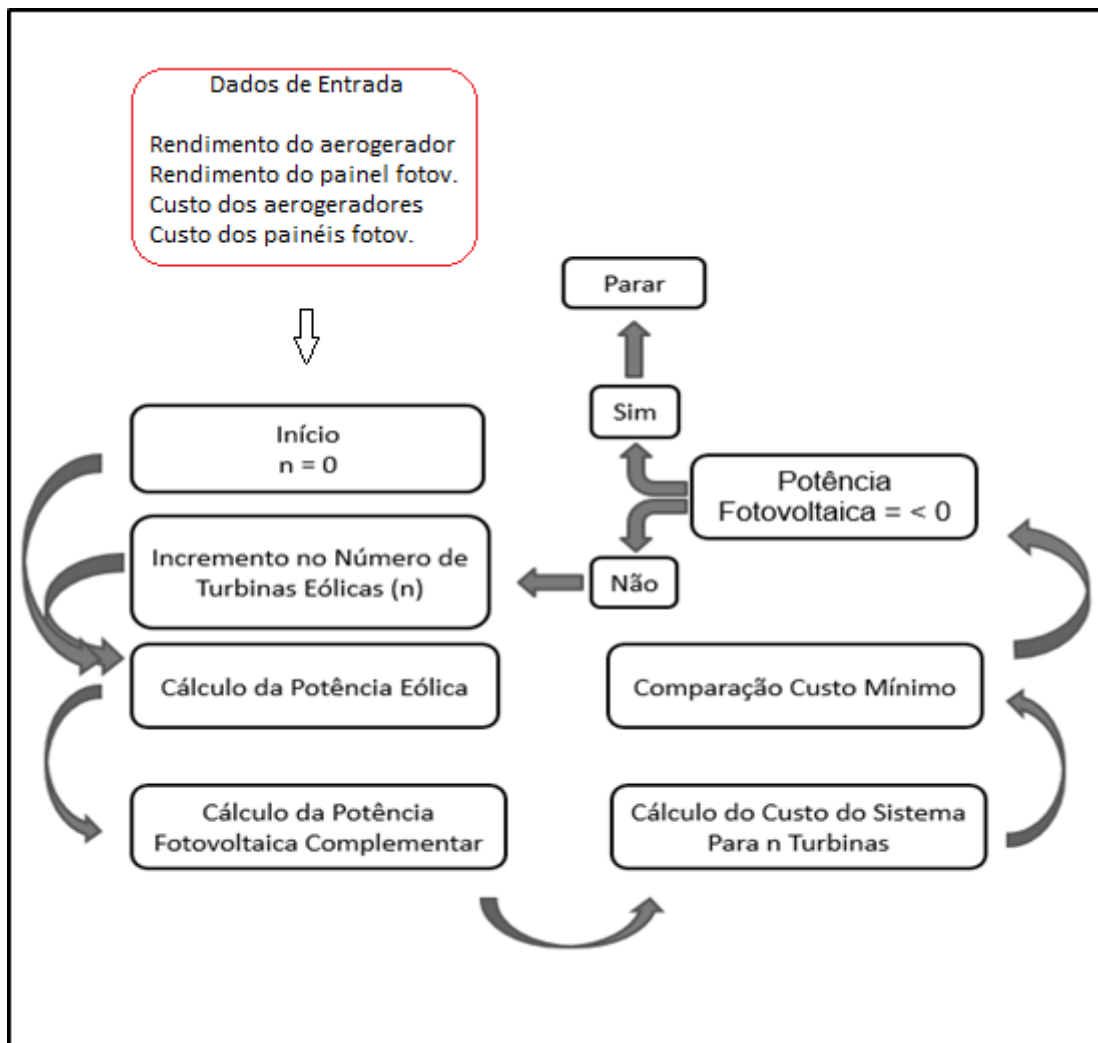 Dados de Entrada
Rendimento do aerogerador
Rendimento do painel fotov.
Custo dos aerogeradores
Custo dos painéis fotov.
Parar
Sim
Início
n = 0
Potência
Fotovoltaica = < 0
Incremento no Número de
Turbinas Eólicas (n)
Não
Cálculo da Potência Eólica
Comparação Custo Mínimo
Cálculo da Potência
Fotovoltaica Complementar
Cálculo do Custo do Sistema
Para n Turbinas